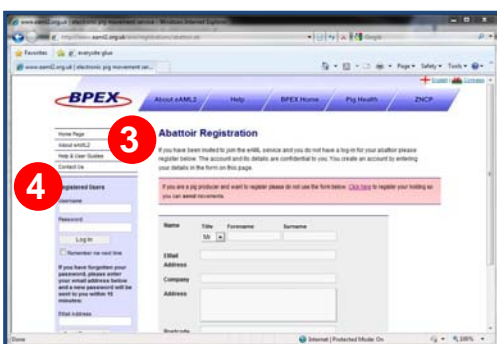 www.eaml2.org.uk | electronic pig movement service - Windows Internet Explorer
Google
Favorites
www.eaml2.org.uk | electronic pig movement ser...
Page Safety Tools
English Cymraeg
BPEX
About eAML2
Help
BPEX Home
Pig Health
ZNCP
Home Page
About eAML2
Help & User Guides
Contact Us
3
4
Registered Users
Username
Password
Log In
Remember me next time
If you have forgotten your
password, please enter
your email address below
and a new password will be
sent to you within 15
minutes:
Email Address
Abattoir Registration
If you have been invited to join the eAML service and you do not have a log-in for your abattoir please
register below. The account and its details are confidential to you. You create an account by entering
your details in the form on this page.
If you are a pig producer and want to register please do not use the form below. Click here to register your holding so
you can send movements.
Name
Title
Forename
Surname
Mr
EMail
Address
Company
Address
Postcode
Done
Internet | Protected Mode: On
100%